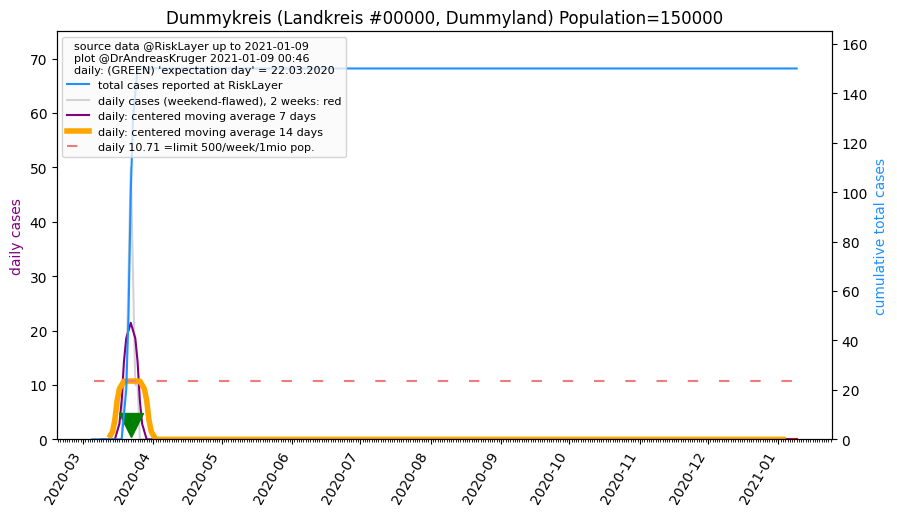 Dummykreis (Landkreis #00000, Dummyland) Population=150000
source data @RiskLayer up to 2021-01-09
plot @DrAndreasKruger 2021-01-09 00:46
daily: (GREEN) 'expectation day' = 22.03.2020
total cases reported at RiskLayer
daily cases (weekend-flawed), 2 weeks: red
daily: centered moving average 7 days
daily: centered moving average 14 days
daily 10.71 =limit 500/week/1mio pop.
daily cases
70
60
50
40
30
20
10
0
cumulative total cases
160
140
120
100
80
60
40
20
0
2020-03
2020-04
2020-05
2020-06
2020-07
2020-08
2020-09
2020-10
2020-11
2020-12
2021-01